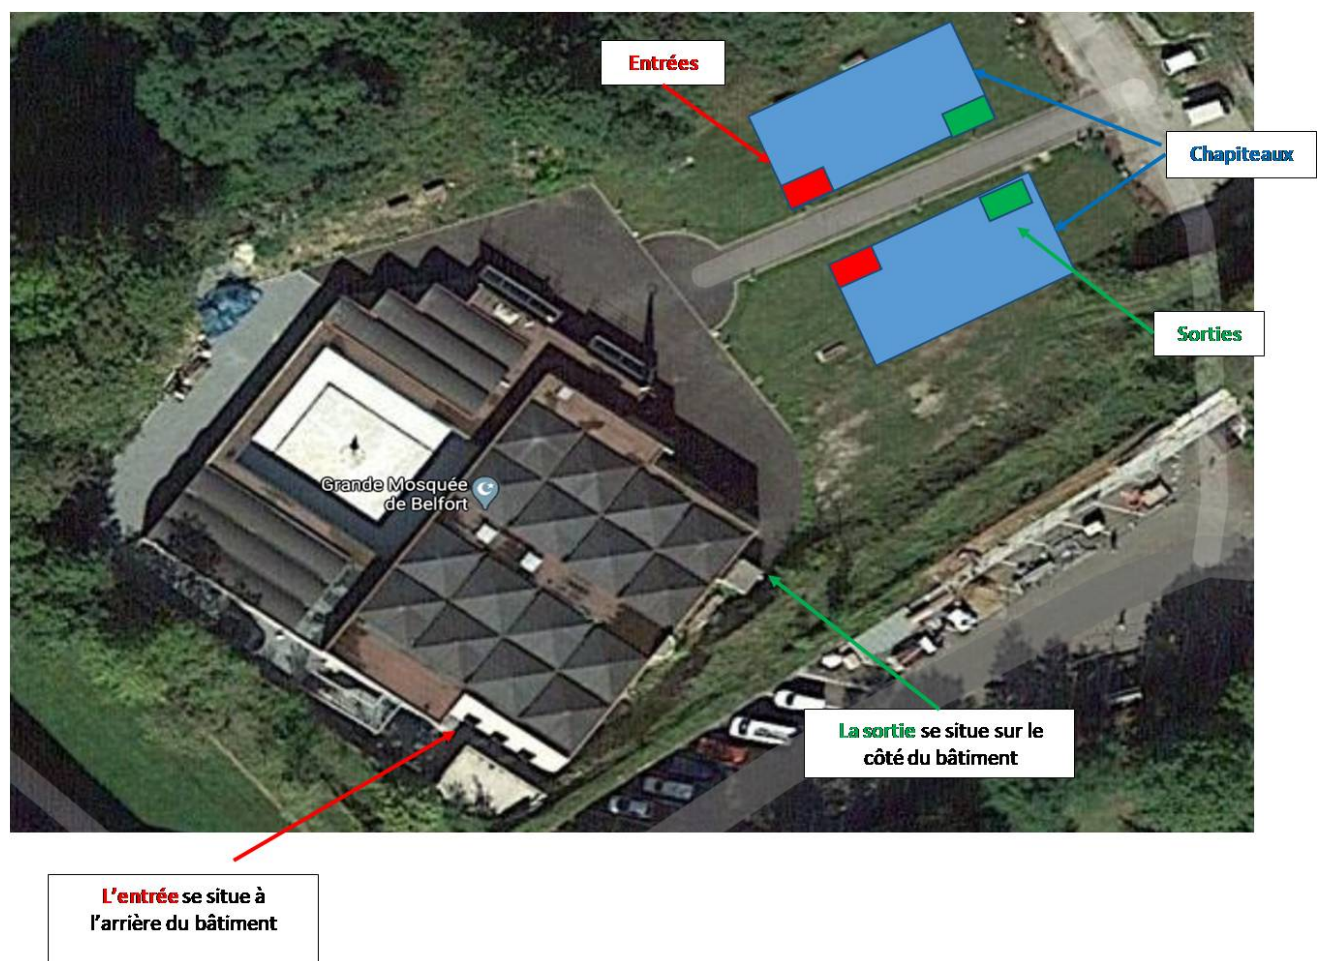 Entrées
Chapiteaux
Sorties
Grande Mosquée
de Belfort
La sortie se situe sur le
côté du bâtiment
L'entrée se situe à
l'arrière du bâtiment